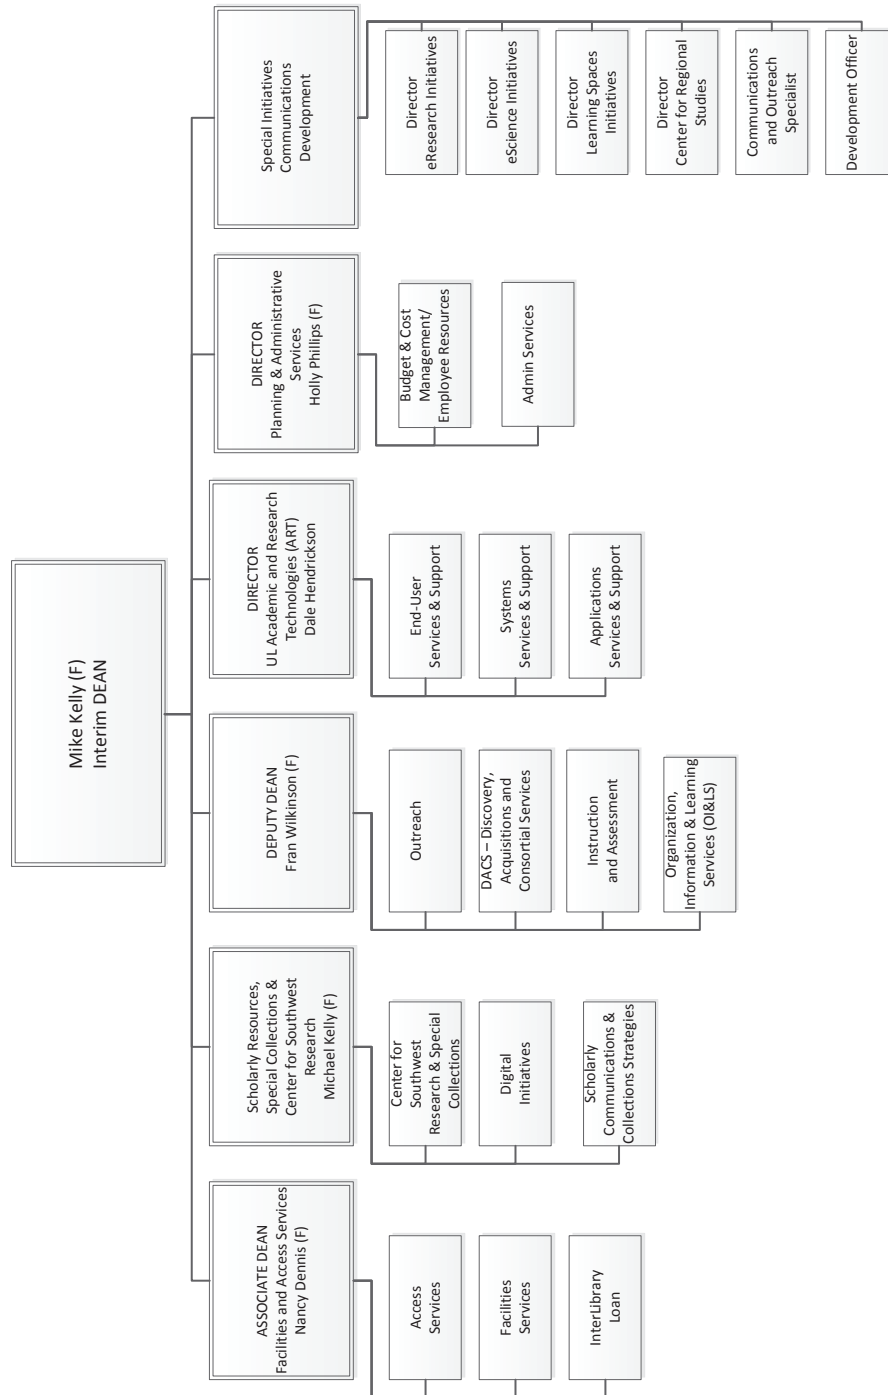 Mike Kelly (F)
Interim DEAN
ASSOCIATE DEAN
Facilities and Access Services
Nancy Dennis (F)
Access
Services
Facilities
Services
InterLibrary
Loan
Scholarly Resources,
Special Collections &
Center for Southwest
Research
Michael Kelly (F)
Center for
Southwest
Research & Special
Collections
Digital
Initiatives
Scholarly
Communications &
Collections Strategies
DEPUTY DEAN
Fran Wilkinson (F)
Outreach
DACS – Discovery,
Acquisitions and
Consortial Services
Instruction
and Assessment
Organization,
Information & Learning
Services (OI&LS)
DIRECTOR
UL Academic and Research
Technologies (ART)
Dale Hendrickson
End-User
Services & Support
Systems
Services & Support
Applications
Services & Support
DIRECTOR
Planning & Administrative
Services
Holly Phillips (F)
Budget & Cost
Management/
Employee Resources
Admin Services
Special Initiatives
Communications
Development
Director
eResearch Initiatives
Director
eScience Initiatives
Director
Learning Spaces
Initiatives
Director
Center for Regional
Studies
Communications
and Outreach
Specialist
Development Officer